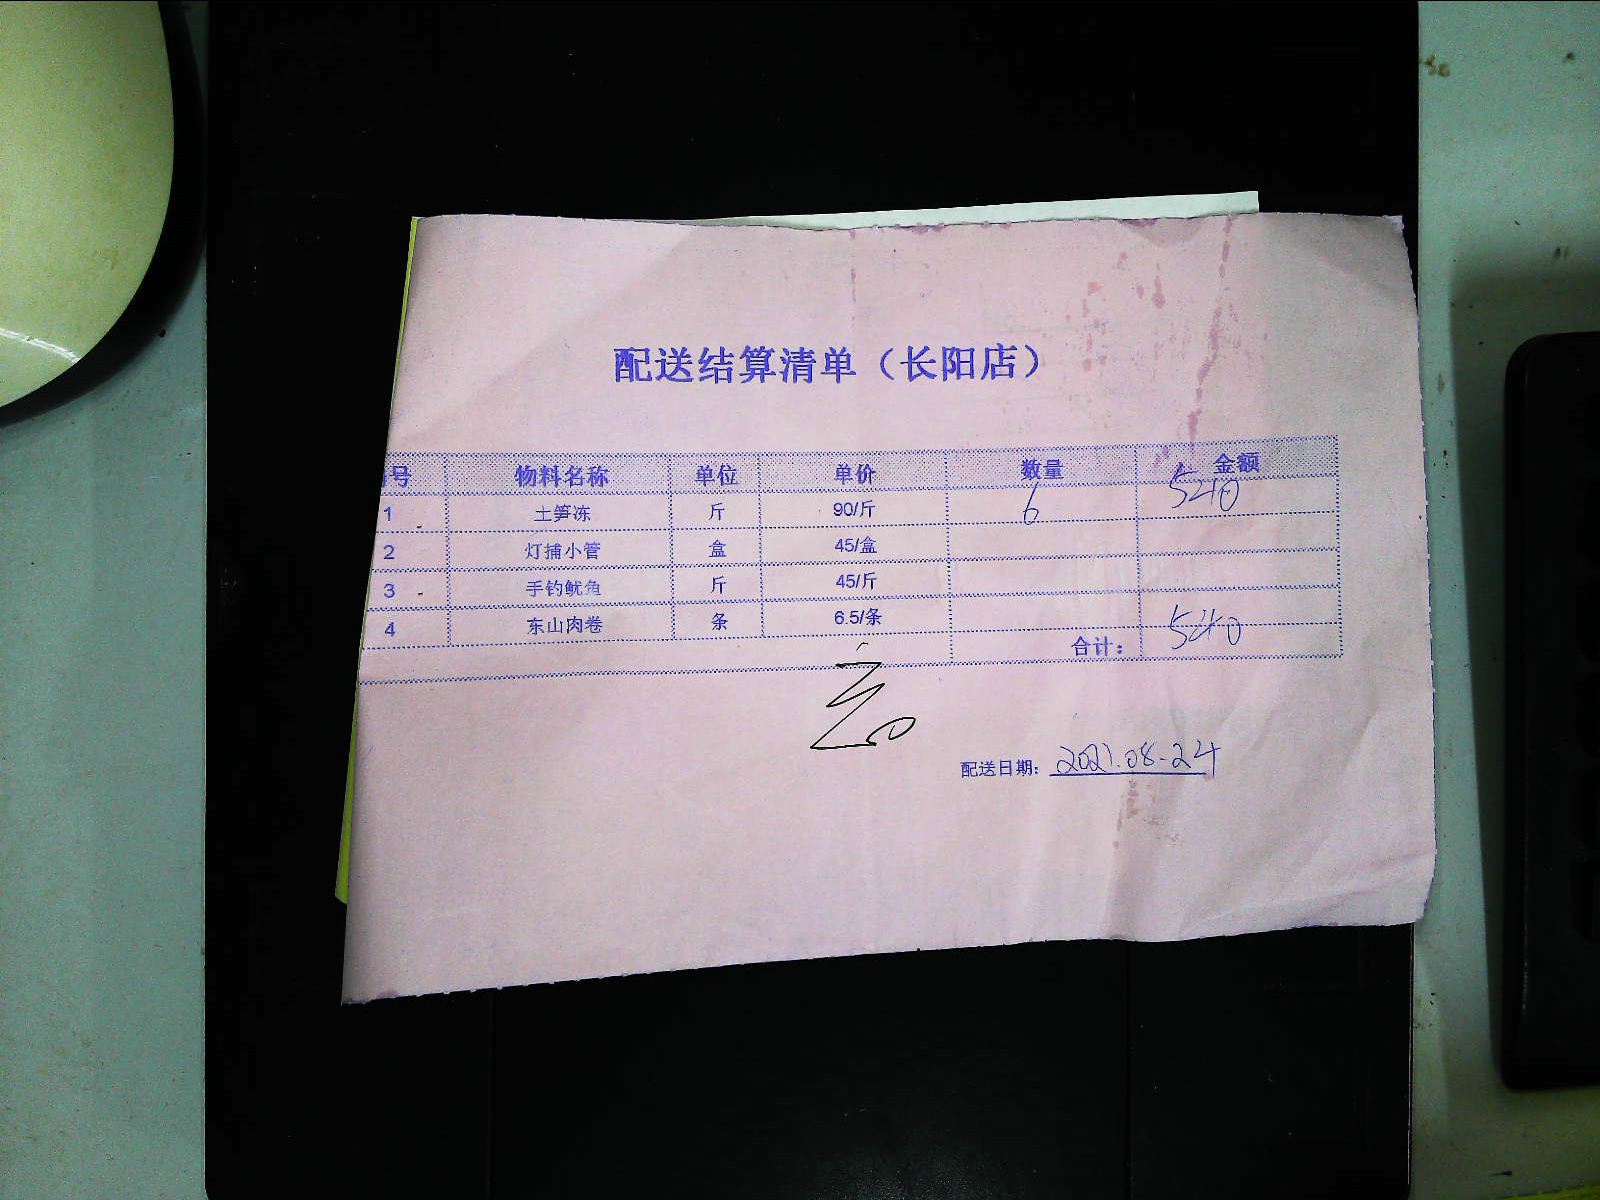 配送结算清单（长阳店）
号 物料名称 单位 单价 数量 金额
1 土笋冻 斤 90/斤 6 540
2 灯捕小管 盒 45/盒
3 手钓鱿鱼 斤 45/斤
4 东山肉卷 条 6.5/条
合计： 540
配送日期： 2021.08.24